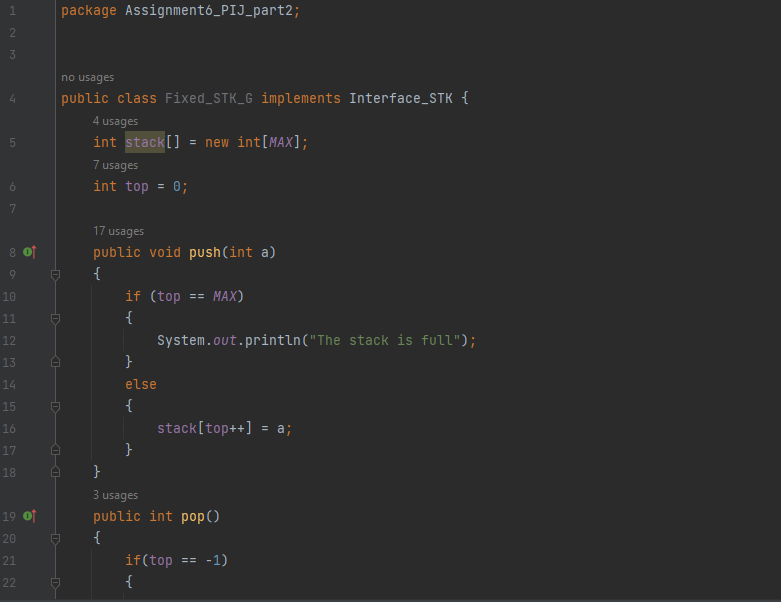 1 package Assignment6_PIJ_part2;
2
3
no usages
4 public class Fixed_STK_G implements Interface_STK {
4 usages
5 int stack[] = new int[MAX];
7 usages
6 int top = 0;
7
17 usages
8 public void push(int a)
9 {
10 if (top == MAX)
11 {
12 System.out.println("The stack is full");
13 }
14 else
15 {
16 stack[top++] = a;
17 }
18 }
3 usages
19 public int pop()
20 {
21 if(top == -1)
22 {